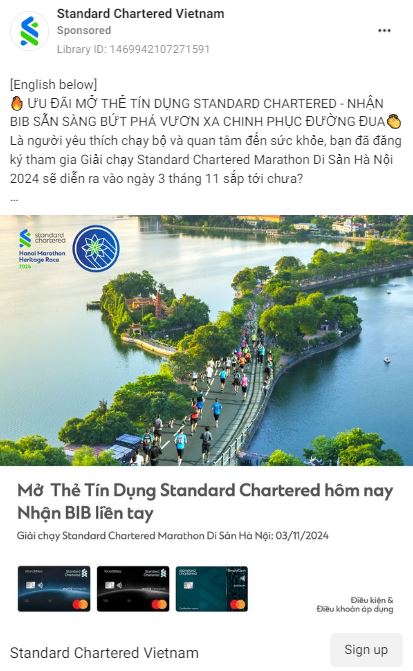 Standard Chartered Vietnam
Sponsored
Library ID: 1469942107271591
[English below]
🔥 ƯU ĐÃI MỞ THẺ TÍN DỤNG STANDARD CHARTERED - NHẬN
BIB SẴN SÀNG BỨT PHÁ VƯƠN XA CHINH PHỤC ĐƯỜNG ĐUA👏
Là người yêu thích chạy bộ và quan tâm đến sức khỏe, bạn đã đăng
ký tham gia Giải chạy Standard Chartered Marathon Di Sản Hà Nội
2024 sẽ diễn ra vào ngày 3 tháng 11 sắp tới chưa?
...
standard
chartered
Hanoi Marathon
Heritage Race
2024
Mở Thẻ Tín Dụng Standard Chartered hôm nay
Nhận BIB liền tay
Giải chạy Standard Chartered Marathon Di Sản Hà Nội: 03/11/2024
Điều kiện &
Điều khoản áp dụng
Standard Chartered Vietnam
Sign up